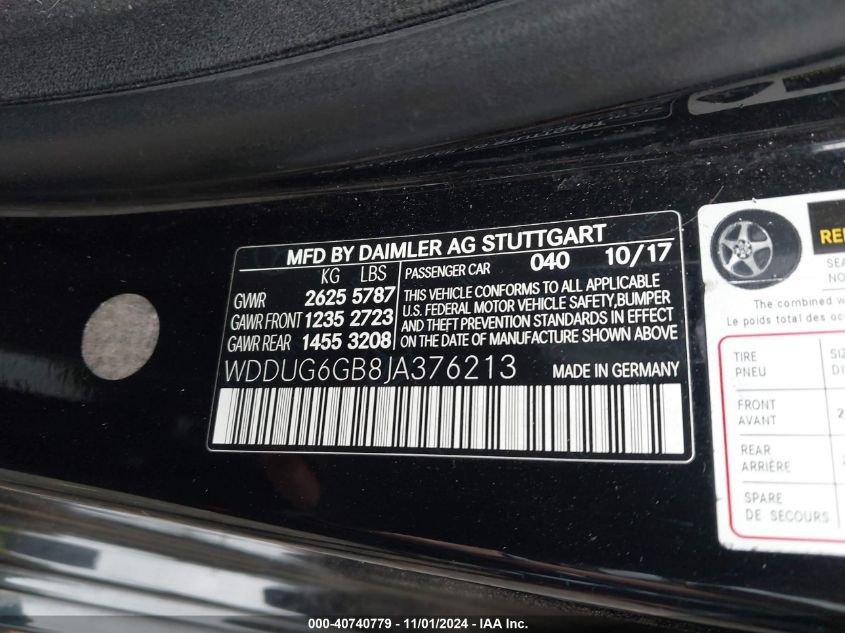 MFD BY DAIMLER AG STUTTGART
KG LBS PASSENGER CAR 040 10/17
GVWR 2625 5787
GAWR FRONT 1235 2723
GAWR REAR 1455 3208
THIS VEHICLE CONFORMS TO ALL APPLICABLE
U.S. FEDERAL MOTOR VEHICLE SAFETY,BUMPER
AND THEFT PREVENTION STANDARDS IN EFFECT
ON THE DATE OF MANUFACTURE SHOWN ABOVE
WDDUG6GB8JA376213 MADE IN GERMANY
The combined w
Le poids total des occ
TIRE
PNEU
FRONT
AVANT
REAR
ARRIÈRE
SPARE
DE SECOURS
000-40740779 - 11/01/2024 - IAA Inc.